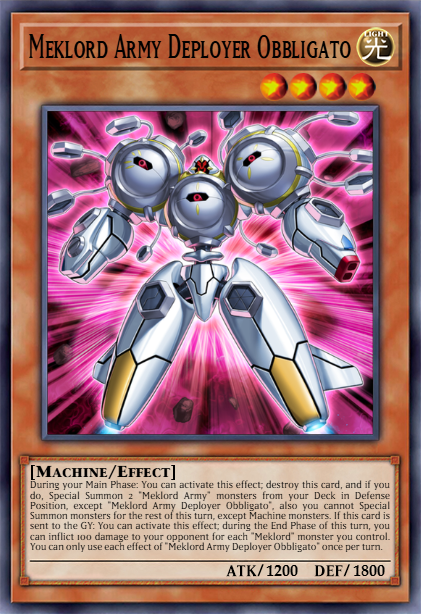 MEKLORD ARMY DEPLOYER OBBLIGATO
LIGHT
光
[MACHINE/EFFECT]
During your Main Phase: You can activate this effect; destroy this card, and if you
do, Special Summon 2 "Meklord Army" monsters from your Deck in Defense
Position, except "Meklord Army Deployer Obbligato", also you cannot Special
Summon monsters for the rest of this turn, except Machine monsters. If this card is
sent to the GY: You can activate this effect; during the End Phase of this turn, you
can inflict 100 damage to your opponent for each "Meklord" monster you control.
You can only use each effect of "Meklord Army Deployer Obbligato" once per turn.
ATK/1200 DEF/1800